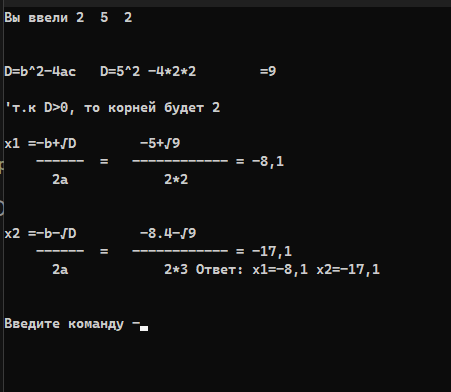 Вы ввели 2 5 2
D=b^2-4ac D=5^2 -4*2*2 =9
'т.к D>0, то корней будет 2
x1 =-b+√D -5+√9
------ = ------------ = -8,1
2a 2*2
x2 =-b-√D -8.4-√9
------ = ------------ = -17,1
2a 2*3 Ответ: x1=-8,1 x2=-17,1
Введите команду -